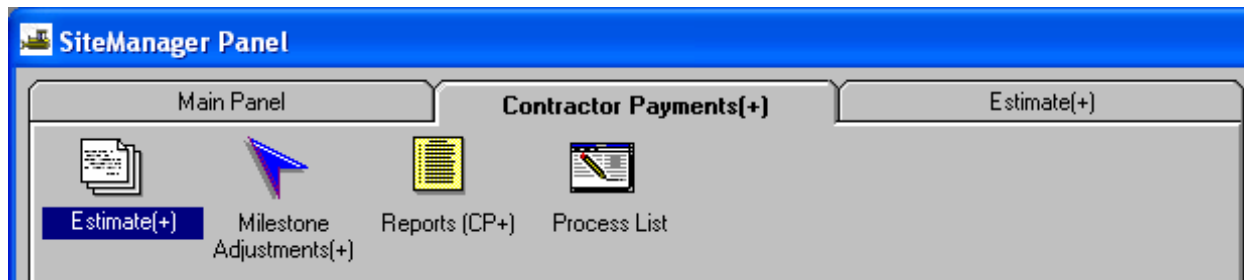 SiteManager Panel
Main Panel
Contractor Payments(+)
Estimate(+)
Estimate(+)
Milestone
Adjustments(+)
Reports (CP+)
Process List